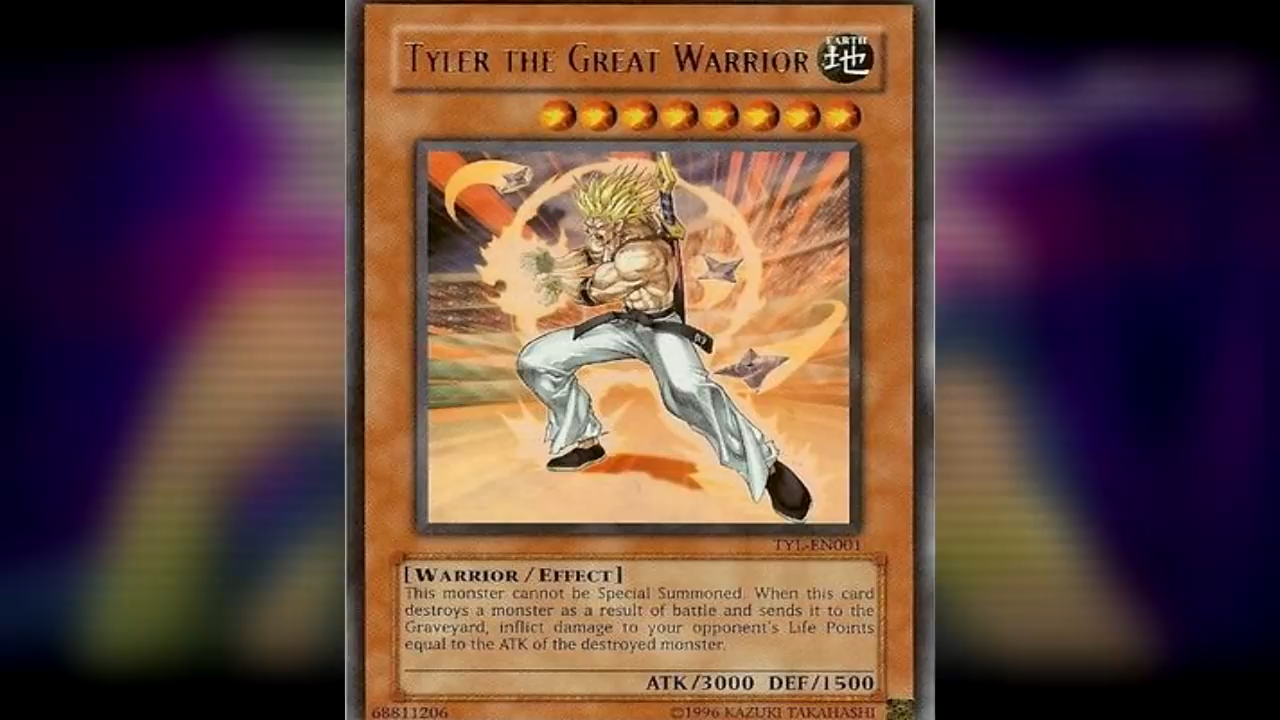 TYLER THE GREAT WARRIOR
EARTH
地
TYL-EN001
[WARRIOR / EFFECT]
This monster cannot be Special Summoned. When this card
destroys a monster as a result of battle and sends it to the
Graveyard, inflict damage to your opponent's Life Points
equal to the ATK of the destroyed monster.
ATK/3000 DEF/1500
68811206
©1996 KAZUKI TAKAHASHI